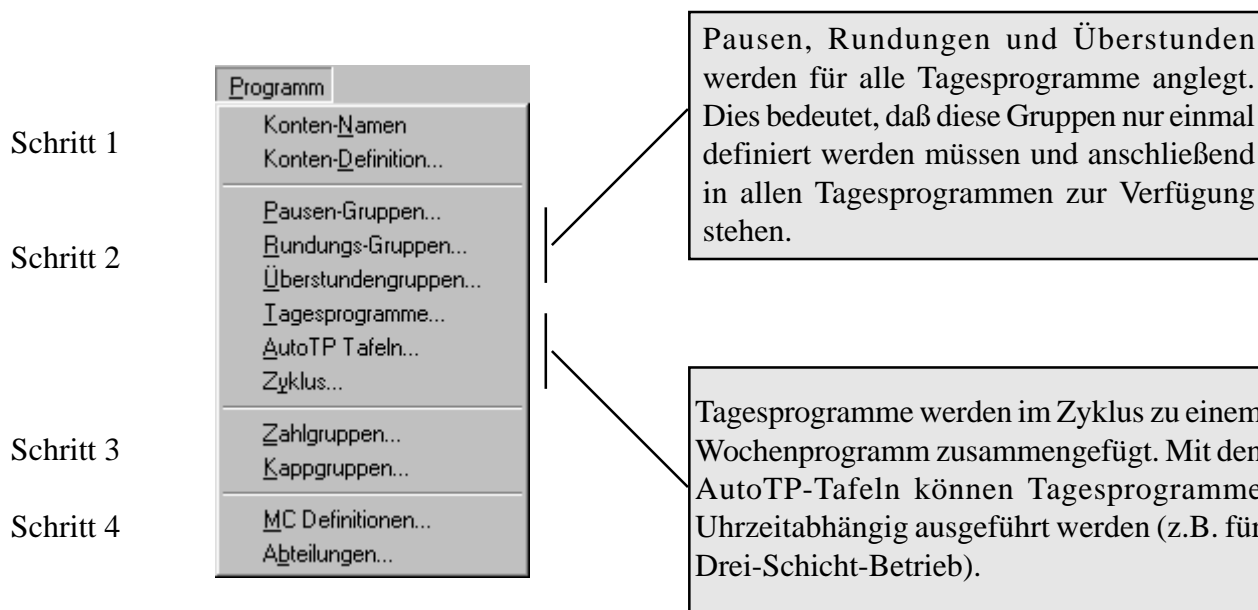 Programm
Schritt 1
Konten-Namen
Konten-Definition...
Schritt 2
Pausen-Gruppen...
Rundungs-Gruppen...
Überstundengruppen...
Tagesprogramme...
AutoTP Tafeln...
Zyklus...
Schritt 3
Zahlgruppen...
Kappgruppen...
Schritt 4
MC Definitionen...
Abteilungen...
Pausen, Rundungen und Überstunden
werden für alle Tagesprogramme anglegt.
Dies bedeutet, daß diese Gruppen nur einmal
definiert werden müssen und anschließend
in allen Tagesprogrammen zur Verfügung
stehen.
Tagesprogramme werden im Zyklus zu einem
Wochenprogramm zusammengefügt. Mit den
AutoTP-Tafeln können Tagesprogramme
Uhrzeitabhängig ausgeführt werden (z.B. für
Drei-Schicht-Betrieb).